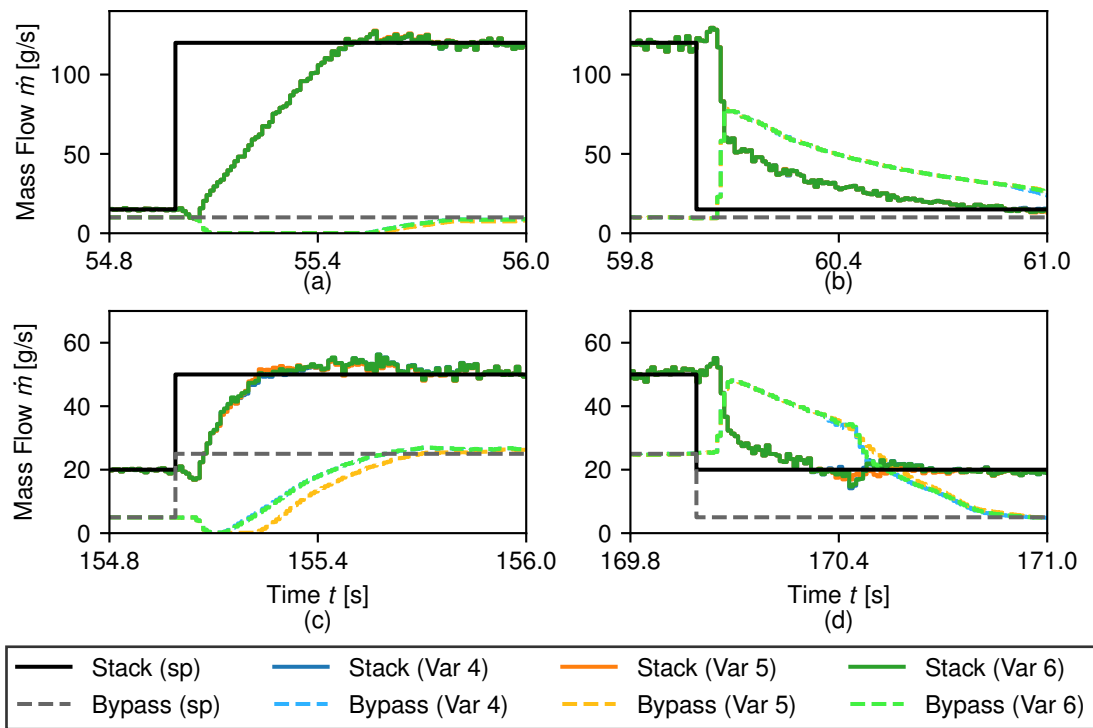 Mass Flow ṁ [g/s]
100
50
0
54.8 55.4 56.0
(a)
100
50
0
59.8 60.4 61.0
(b)
Mass Flow ṁ [g/s]
60
40
20
0
154.8 155.4 156.0
Time t [s]
(c)
60
40
20
0
169.8 170.4 171.0
Time t [s]
(d)
Stack (sp) Stack (Var 4) Stack (Var 5) Stack (Var 6)
Bypass (sp) Bypass (Var 4) Bypass (Var 5) Bypass (Var 6)